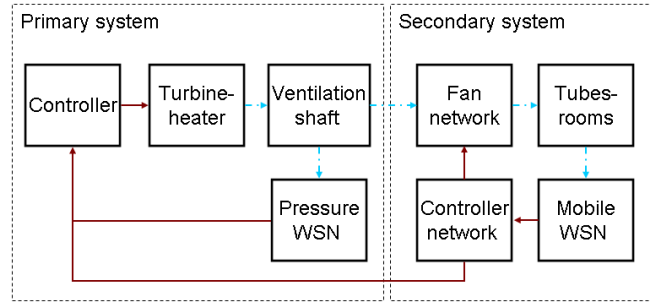 Primary system
Secondary system
Controller
Turbine-
heater
Ventilation
shaft
Fan
network
Tubes-
rooms
Pressure
WSN
Controller
network
Mobile
WSN